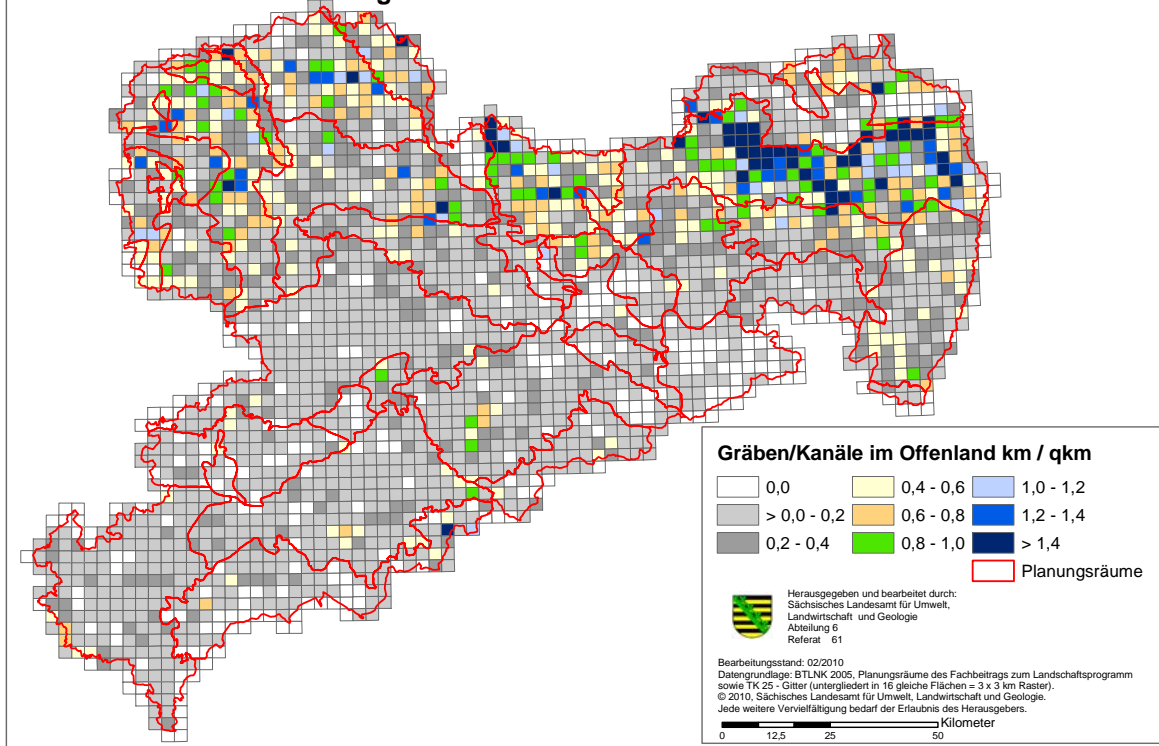 Gräben/Kanäle im Offenland km / qkm
0,0
> 0,0 - 0,2
0,2 - 0,4
0,4 - 0,6
0,6 - 0,8
0,8 - 1,0
1,0 - 1,2
1,2 - 1,4
> 1,4
Planungsräume
Herausgegeben und bearbeitet durch:
Sächsisches Landesamt für Umwelt,
Landwirtschaft und Geologie
Abteilung 6
Referat 61
Bearbeitungsstand: 02/2010
Datengrundlage: BTLNK 2005, Planungsräume des Fachbeitrags zum Landschaftsprogramm
sowie TK 25 - Gitter (untergliedert in 16 gleiche Flächen = 3 x 3 km Raster).
© 2010, Sächisches Landesamt für Umwelt, Landwirtschaft und Geologie.
Jede weitere Vervielfältigung bedarf der Erlaubnis des Herausgebers.
Kilometer
0 12,5 25 50